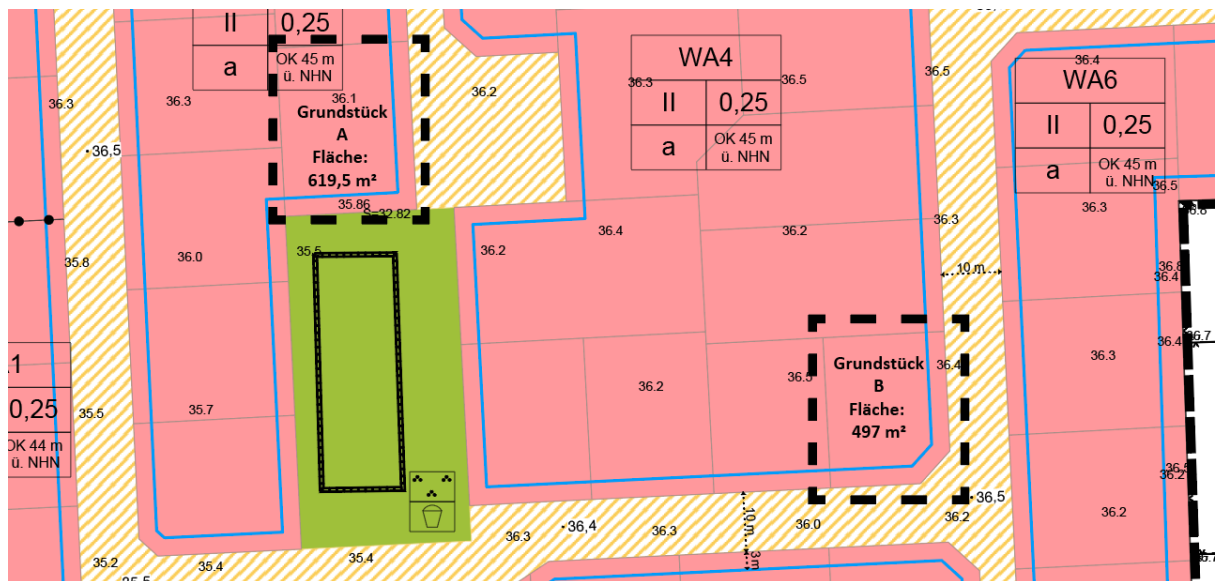 II
0,25
a
OK 45 m
ü. NHN
36.3
36.3
36.1
Grundstück
A
Fläche:
619,5 m²
36,5
35.86
S=32.82
36.2
WA4
36.3
II
0,25
a
OK 45 m
ü. NHN
36.5
36.5
36.4
WA6
II
0,25
a
OK 45 m
ü. NHN
36.5
36.3
36.8
36.4
36.3
10 m
35.8
36.0
35.5
36.2
36.4
36.2
36.7
36.4
36.3
Grundstück
B
Fläche:
497 m²
36.4
36.5
36.2
.1
0,25
OK 44 m
ü. NHN
35.5
35.7
36.5
36.2
36.2
36,5
36.2
36.0
10 m
3m
36.3
36,4
36.3
35.2
35.4
35.4
35,5